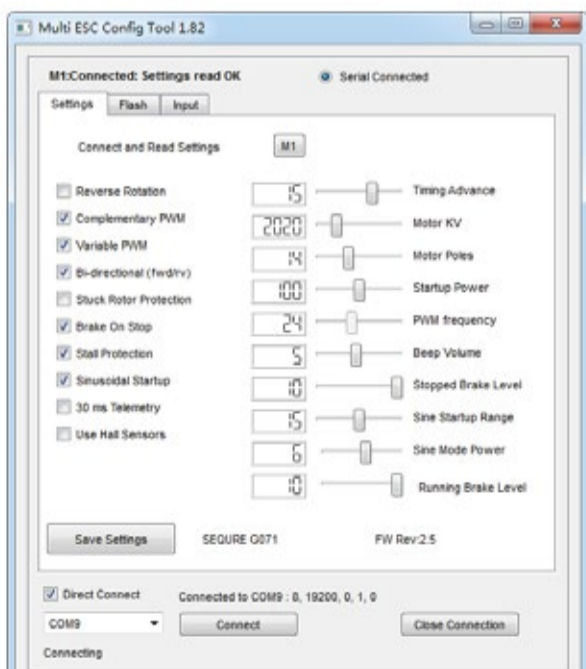 Multi ESC Config Tool 1.82
M1:Connected: Settings read OK
Serial Connected
Settings
Flash
Input
Connect and Read Settings
M1
Reverse Rotation
15
Timing Advance
Complementary PWM
2020
Motor KV
Variable PWM
14
Motor Poles
Bi-directional (fwd/rv)
100
Startup Power
Stuck Rotor Protection
24
PWM frequency
Brake On Stop
5
Beep Volume
Stall Protection
10
Stopped Brake Level
Sinusoidal Startup
15
Sine Startup Range
30 ms Telemetry
6
Sine Mode Power
Use Hall Sensors
10
Running Brake Level
Save Settings
SEQURE G071
FW Rev:2.5
Direct Connect
Connected to COM9 : 8, 19200, 0, 1, 0
COM9
Connect
Close Connection
Connecting